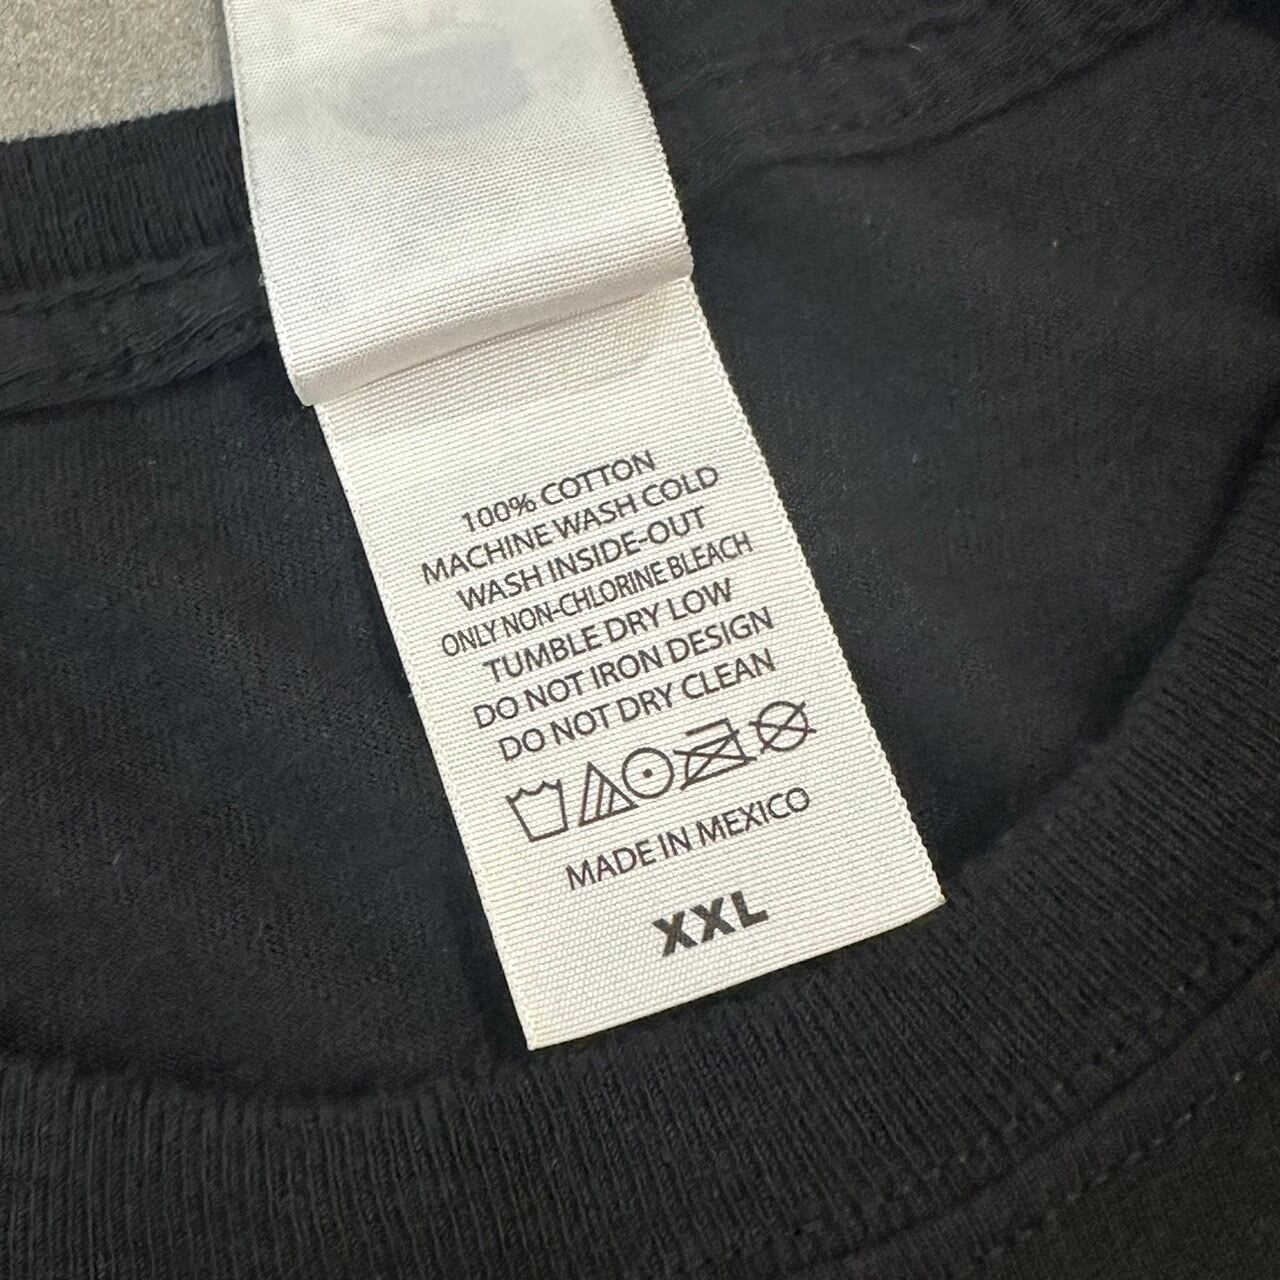 100% COTTON
MACHINE WASH COLD
WASH INSIDE-OUT
ONLY NON-CHLORINE BLEACH
TUMBLE DRY LOW
DO NOT IRON DESIGN
DO NOT DRY CLEAN
MADE IN MEXICO
XXL